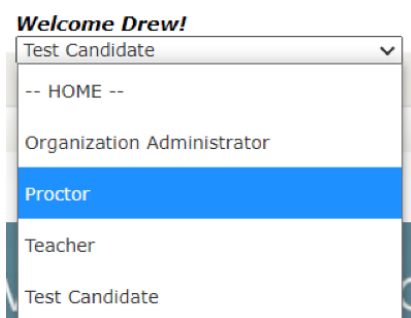 Welcome Drew!
Test Candidate
-- HOME --
Organization Administrator
Proctor
Teacher
Test Candidate